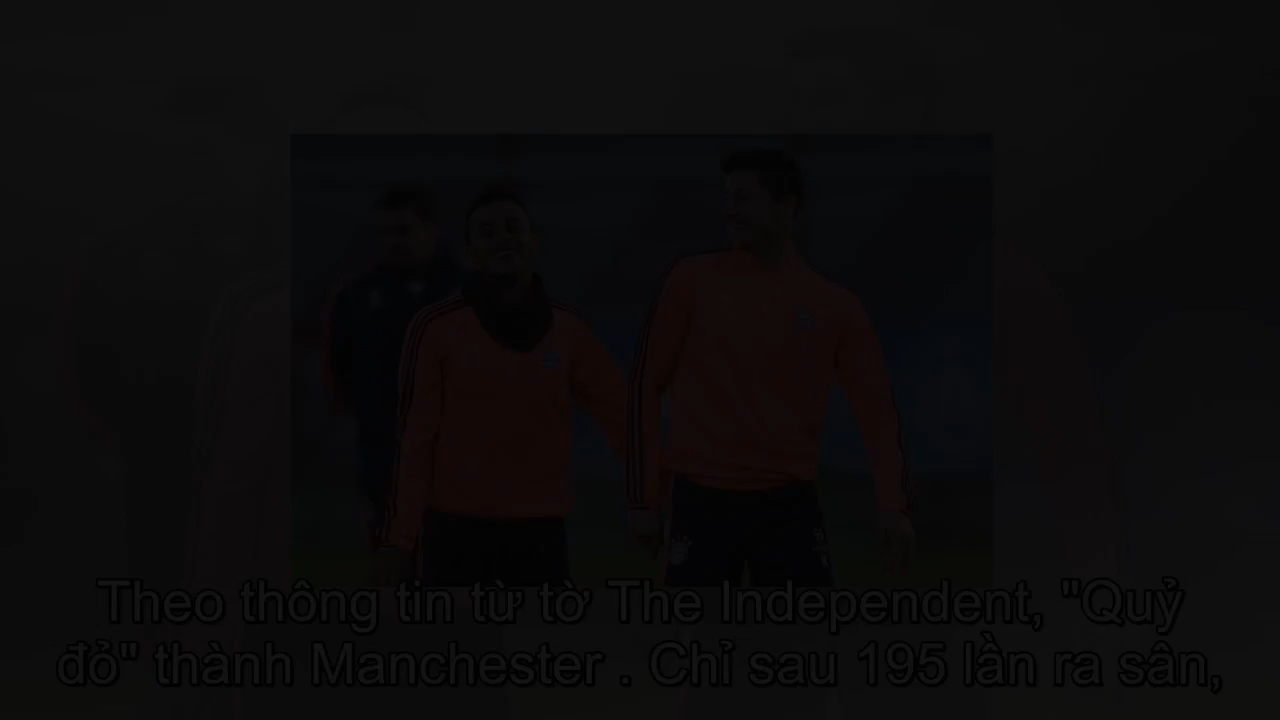 Theo thông tin từ tờ The Independent, "Quỷ
đỏ" thành Manchester . Chỉ sau 195 lần ra sân,